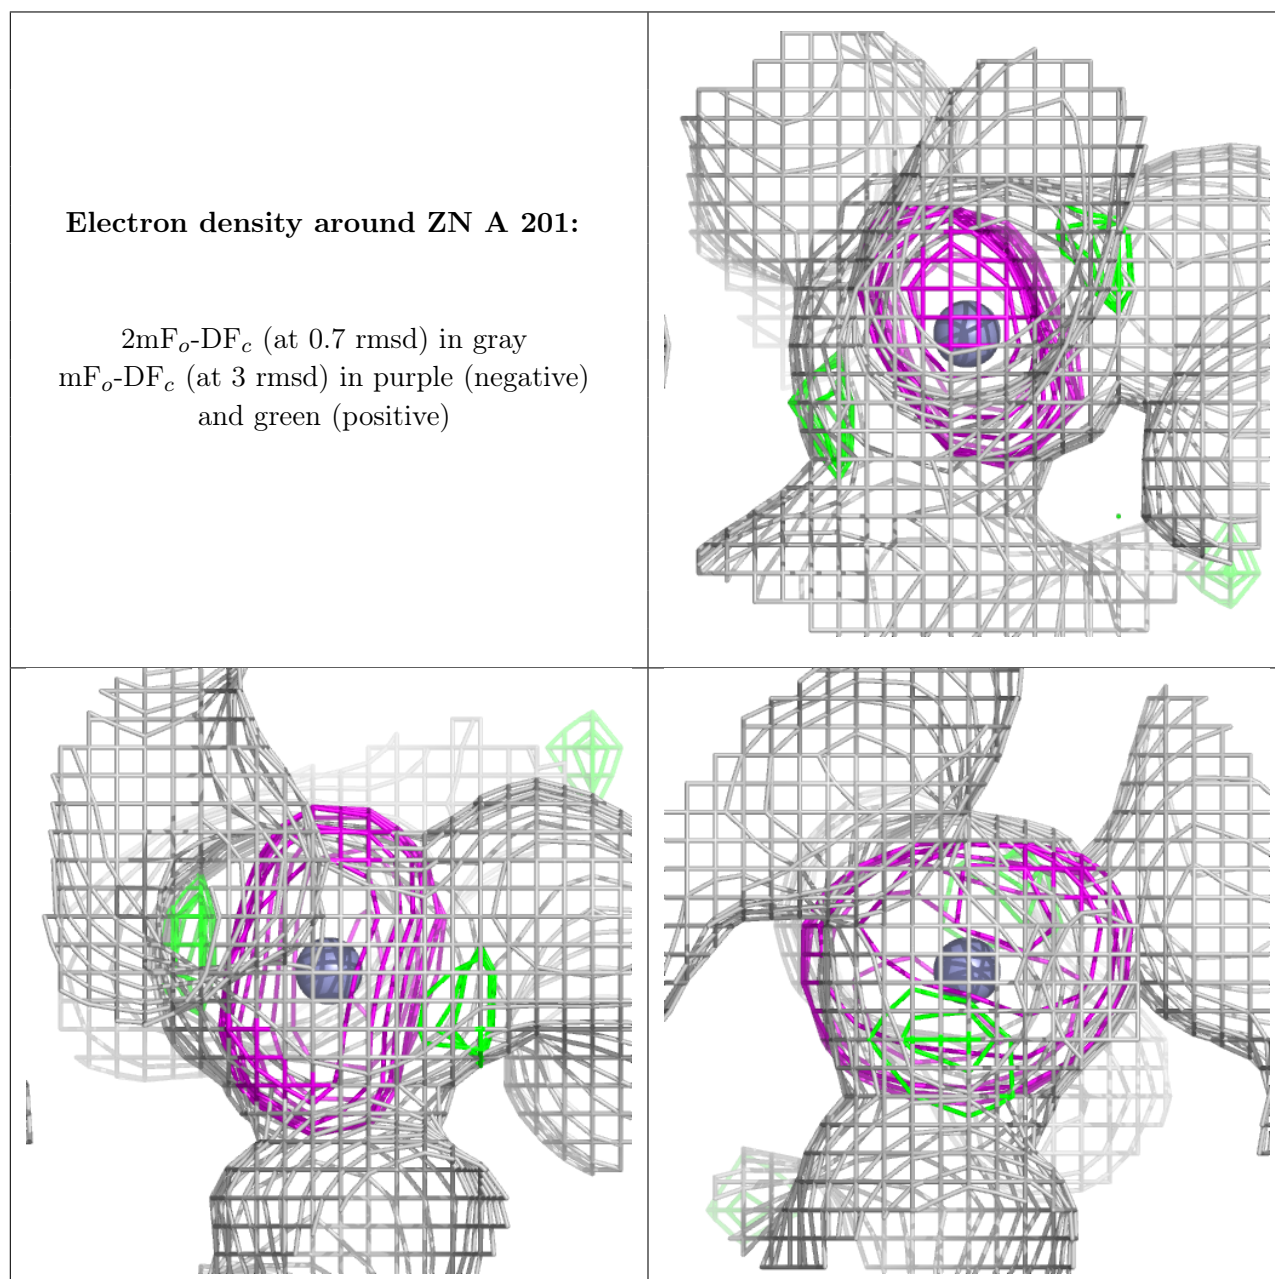 Electron density around ZN A 201:
2mFo-DFc (at 0.7 rmsd) in gray
mFo-DFc (at 3 rmsd) in purple (negative)
and green (positive)